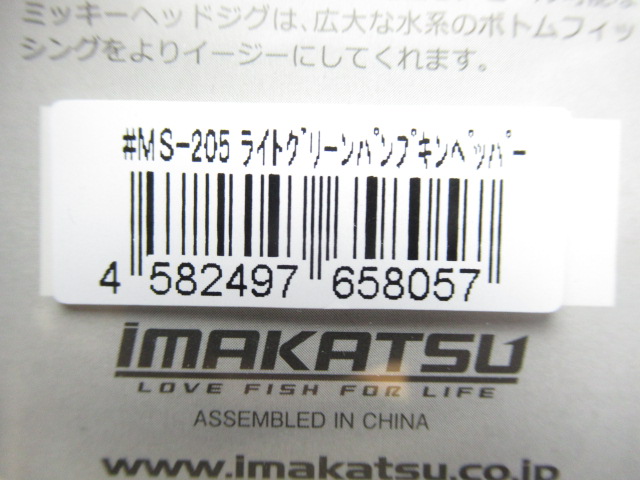 ミッキーヘッドジグは、広大な水系のボトムフィッ
シングをよりイージーにしてくれます。
#MS-205 ﾗｲﾄｸﾞﾘｰﾝﾊﾟﾝﾌﾟｷﾝﾍﾟｯﾊﾟｰ
4 582497 658057
IMAKATSU
LOVE FISH FOR LIFE
ASSEMBLED IN CHINA
www.imakatsu.co.jp